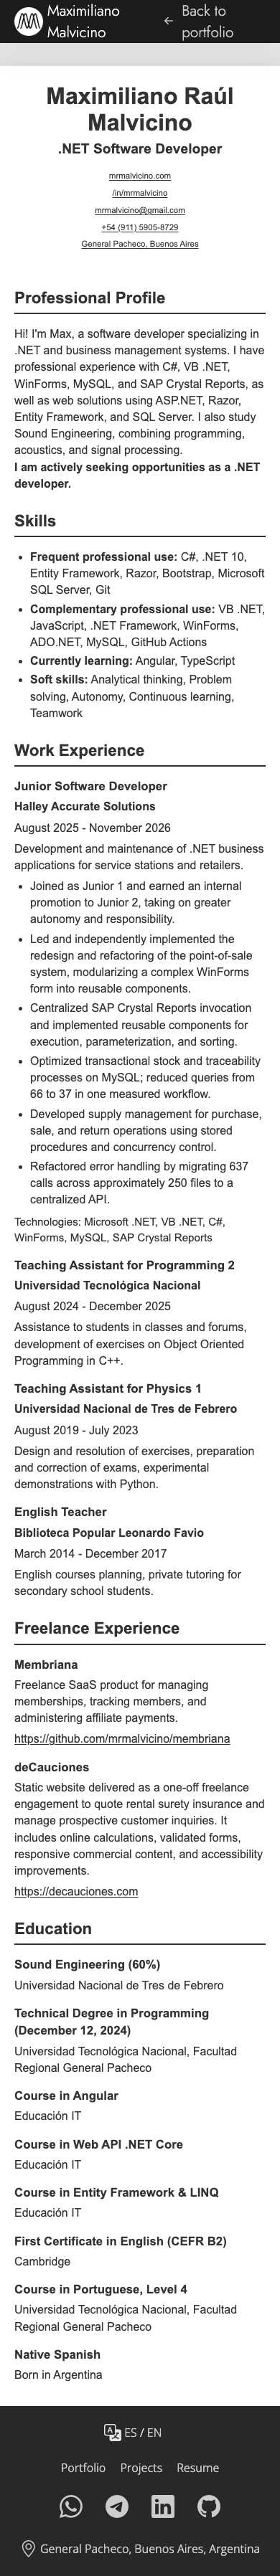 Maximiliano
Malvicino
← Back to
portfolio
Maximiliano Raúl
Malvicino
.NET Software Developer
mrmalvicino.com
/in/mrmalvicino
mrmalvicino@gmail.com
+54 (911) 5905-8729
General Pacheco, Buenos Aires
Professional Profile
Hi! I'm Max, a software developer specializing in
.NET and business management systems. I have
professional experience with C#, VB .NET,
WinForms, MySQL, and SAP Crystal Reports, as
well as web solutions using ASP.NET, Razor,
Entity Framework, and SQL Server. I also study
Sound Engineering, combining programming,
acoustics, and signal processing.
I am actively seeking opportunities as a .NET
developer.
Skills
• Frequent professional use: C#, .NET 10,
Entity Framework, Razor, Bootstrap, Microsoft
SQL Server, Git
• Complementary professional use: VB .NET,
JavaScript, .NET Framework, WinForms,
ADO.NET, MySQL, GitHub Actions
• Currently learning: Angular, TypeScript
• Soft skills: Analytical thinking, Problem
solving, Autonomy, Continuous learning,
Teamwork
Work Experience
Junior Software Developer
Halley Accurate Solutions
August 2025 - November 2026
Development and maintenance of .NET business
applications for service stations and retailers.
• Joined as Junior 1 and earned an internal
promotion to Junior 2, taking on greater
autonomy and responsibility.
• Led and independently implemented the
redesign and refactoring of the point-of-sale
system, modularizing a complex WinForms
form into reusable components.
• Centralized SAP Crystal Reports invocation
and implemented reusable components for
execution, parameterization, and sorting.
• Optimized transactional stock and traceability
processes on MySQL; reduced queries from
66 to 37 in one measured workflow.
• Developed supply management for purchase,
sale, and return operations using stored
procedures and concurrency control.
• Refactored error handling by migrating 637
calls across approximately 250 files to a
centralized API.
Technologies: Microsoft .NET, VB .NET, C#,
WinForms, MySQL, SAP Crystal Reports
Teaching Assistant for Programming 2
Universidad Tecnológica Nacional
August 2024 - December 2025
Assistance to students in classes and forums,
development of exercises on Object Oriented
Programming in C++.
Teaching Assistant for Physics 1
Universidad Nacional de Tres de Febrero
August 2019 - July 2023
Design and resolution of exercises, preparation
and correction of exams, experimental
demonstrations with Python.
English Teacher
Biblioteca Popular Leonardo Favio
March 2014 - December 2017
English courses planning, private tutoring for
secondary school students.
Freelance Experience
Membriana
Freelance SaaS product for managing
memberships, tracking members, and
administering affiliate payments.
https://github.com/mrmalvicino/membriana
deCauciones
Static website delivered as a one-off freelance
engagement to quote rental surety insurance and
manage prospective customer inquiries. It
includes online calculations, validated forms,
responsive commercial content, and accessibility
improvements.
https://decauciones.com
Education
Sound Engineering (60%)
Universidad Nacional de Tres de Febrero
Technical Degree in Programming
(December 12, 2024)
Universidad Tecnológica Nacional, Facultad
Regional General Pacheco
Course in Angular
Educación IT
Course in Web API .NET Core
Educación IT
Course in Entity Framework & LINQ
Educación IT
First Certificate in English (CEFR B2)
Cambridge
Course in Portuguese, Level 4
Universidad Tecnológica Nacional, Facultad
Regional General Pacheco
Native Spanish
Born in Argentina
ES / EN
Portfolio Projects Resume
General Pacheco, Buenos Aires, Argentina